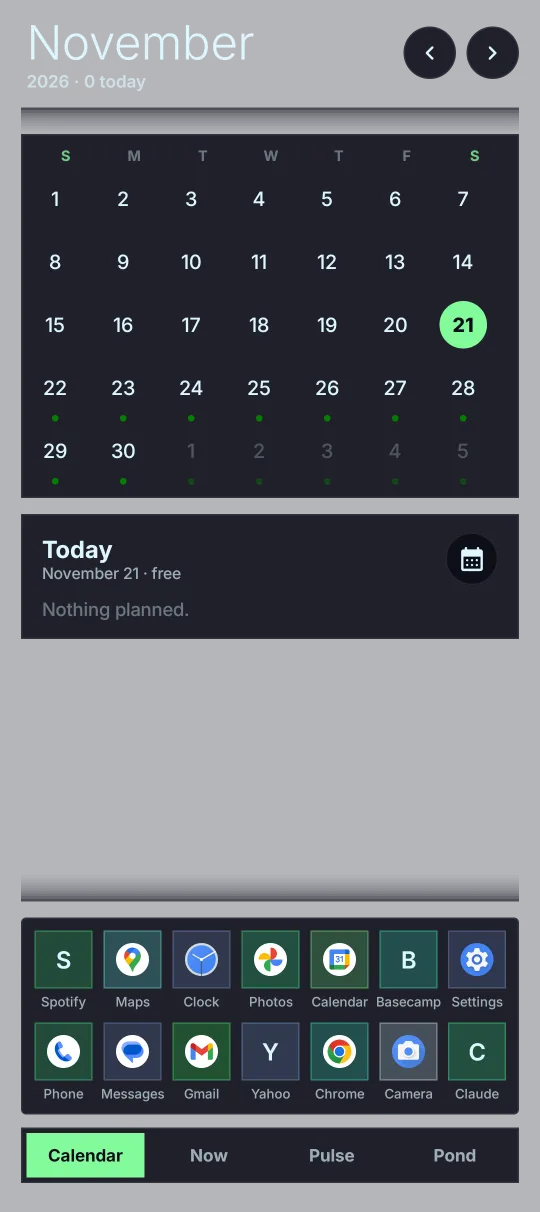 November
2026 · 0 today
S M T W T F S
1 2 3 4 5 6 7
8 9 10 11 12 13 14
15 16 17 18 19 20 21
22 23 24 25 26 27 28
29 30 1 2 3 4 5
Today
November 21 · free
Nothing planned.
S B
31
Spotify Maps Clock Photos Calendar Basecamp Settings
Y C
Phone Messages Gmail Yahoo Chrome Camera Claude
Calendar Now Pulse Pond